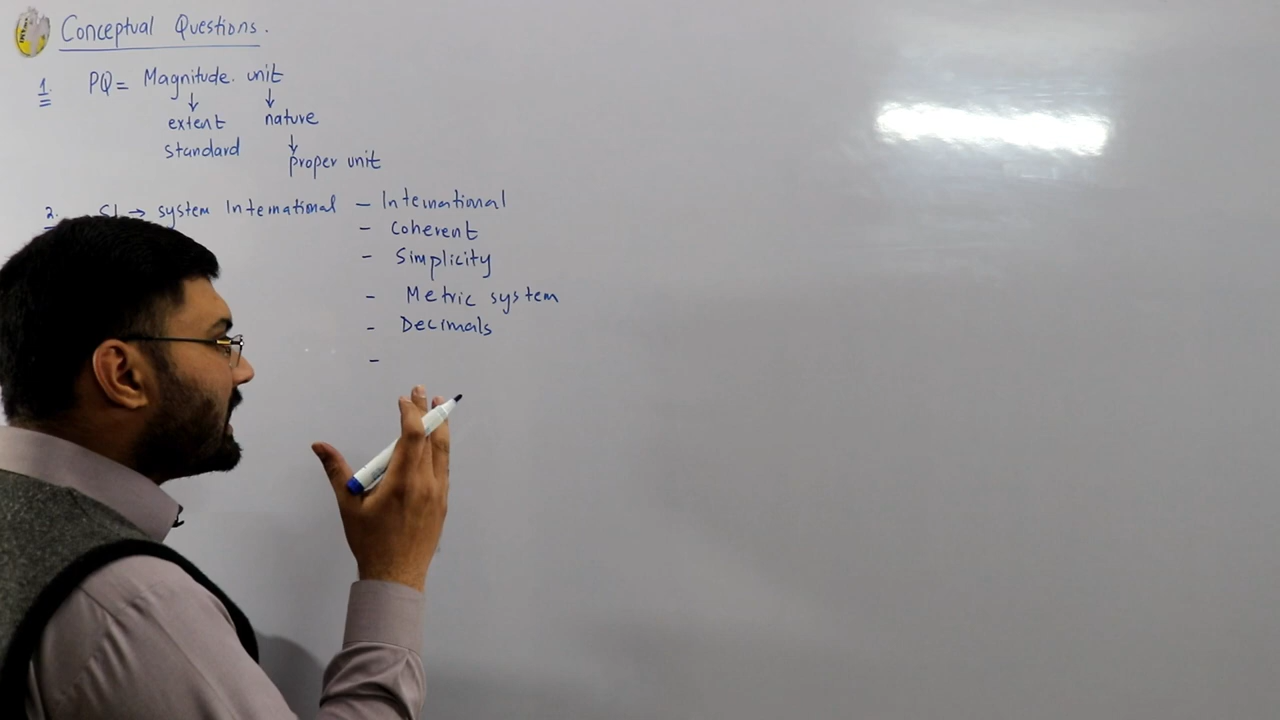 Conceptual Questions.
1. PQ = Magnitude. unit
↓ ↓
extent nature
standard ↓
proper unit
2. SI → system International – International
- Coherent
- Simplicity
- Metric system
- Decimals
-